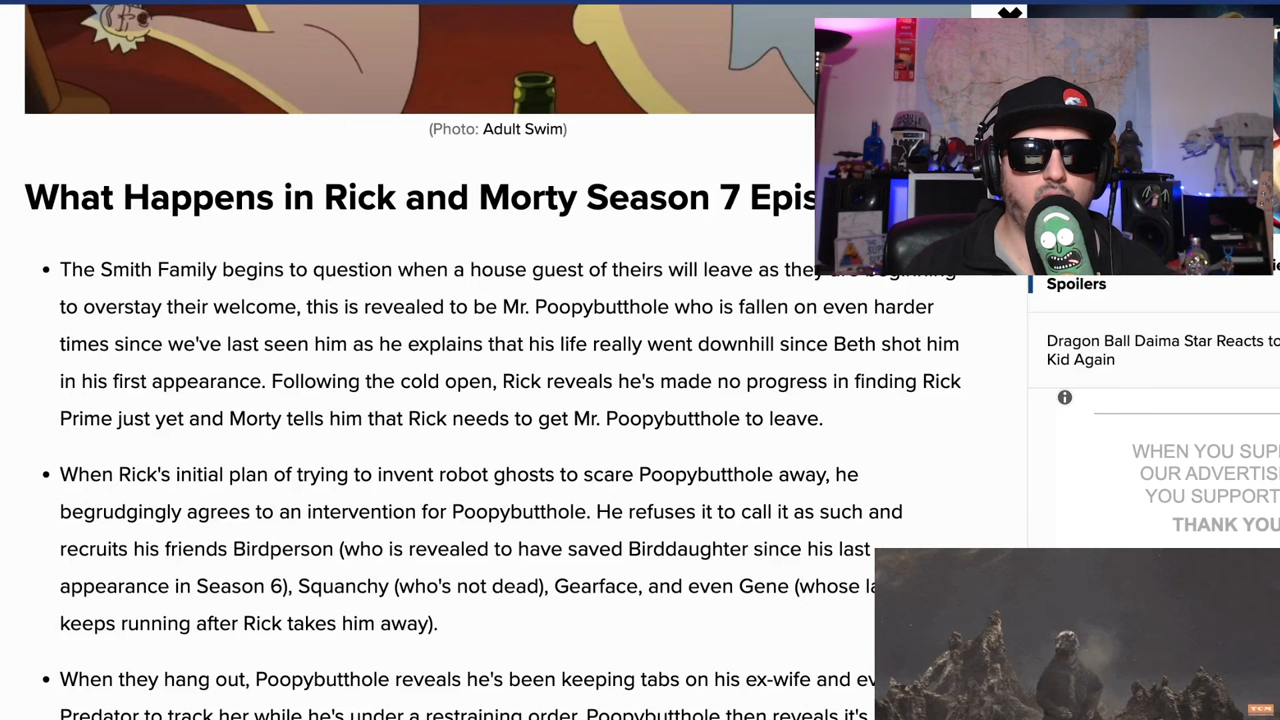 (Photo: Adult Swim)
What Happens in Rick and Morty Season 7
The Smith Family begins to question when a house guest of theirs will leave as they are beginning
to overstay their welcome, this is revealed to be Mr. Poopybutthole who is fallen on even harder
times since we've last seen him as he explains that his life really went downhill since Beth shot him
in his first appearance. Following the cold open, Rick reveals he's made no progress in finding Rick
Prime just yet and Morty tells him that Rick needs to get Mr. Poopybutthole to leave.
When Rick's initial plan of trying to invent robot ghosts to scare Poopybutthole away, he
begrudgingly agrees to an intervention for Poopybutthole. He refuses it to call it as such and
recruits his friends Birdperson (who is revealed to have saved Birddaughter since his last
appearance in Season 6), Squanchy (who's not dead), Gearface, and even Gene (whose
keeps running after Rick takes him away).
When they hang out, Poopybutthole reveals he's been keeping tabs on his ex-wife and
Predator to track her while he's under a restraining order. Poopybutthole then reveals it's
Spoilers
Dragon Ball Daima Star Reacts to
Kid Again
WHEN YOU
OUR
YOU SUPPORT
THANK YOU
TCM